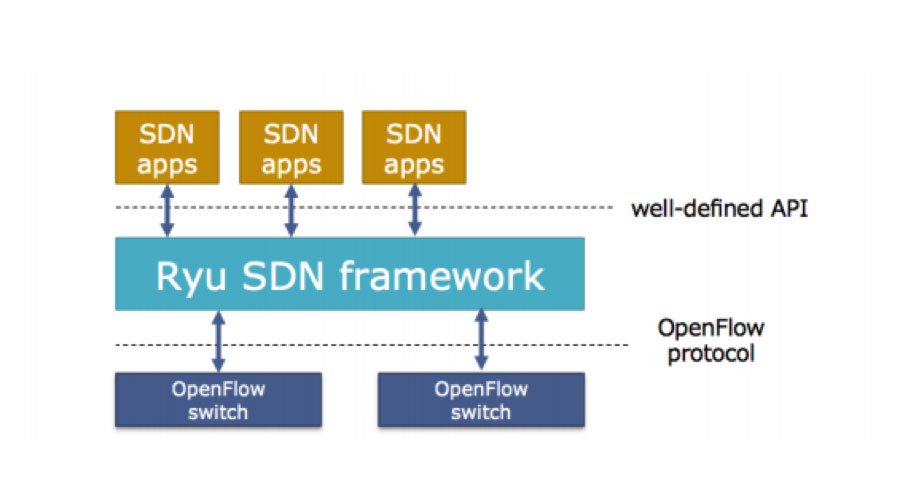 SDN
apps
SDN
apps
SDN
apps
well-defined API
Ryu SDN framework
OpenFlow
protocol
OpenFlow
switch
OpenFlow
switch